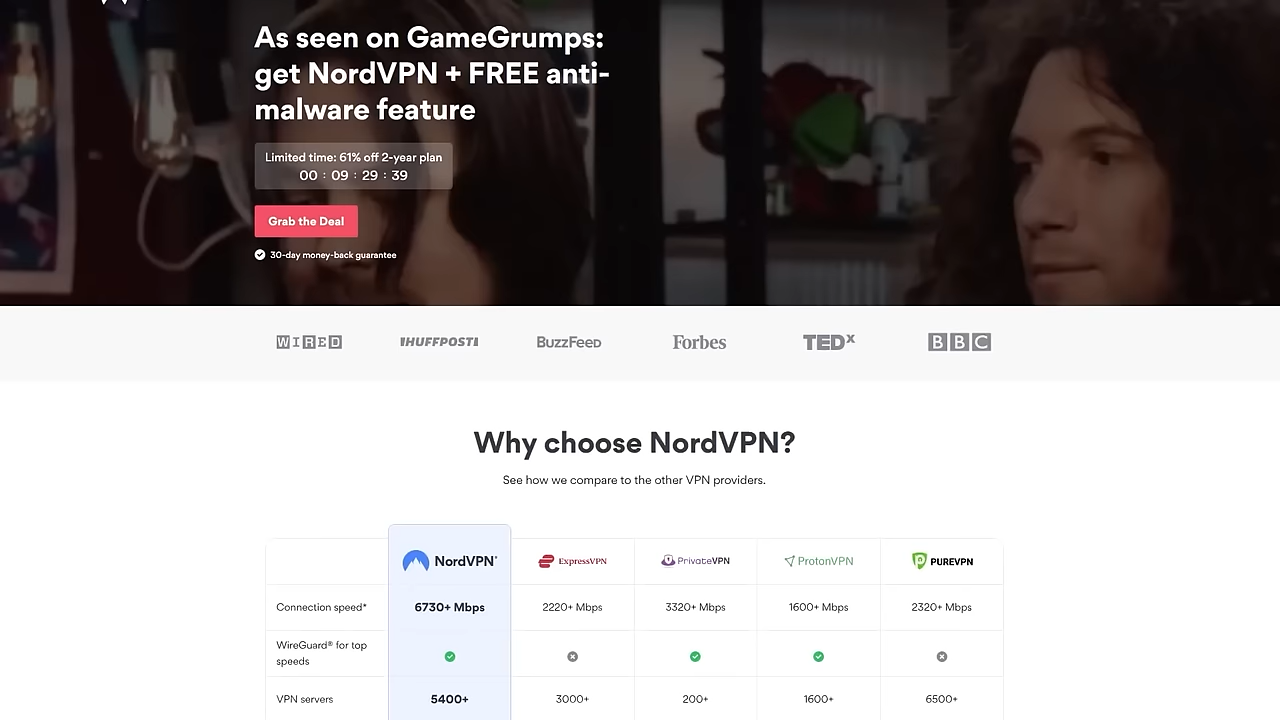 As seen on GameGrumps:
get NordVPN + FREE anti-
malware feature
Limited time: 61% off 2-year plan
00 : 09 : 29 : 39
Grab the Deal
30-day money-back guarantee
WIRED IHUFFPOSTI BuzzFeed Forbes TEDx BBC
Why choose NordVPN?
See how we compare to the other VPN providers.
NordVPN® ExpressVPN PrivateVPN ProtonVPN PUREVPN
Connection speed* 6730+ Mbps 2220+ Mbps 3320+ Mbps 1600+ Mbps 2320+ Mbps
WireGuard® for top
speeds
VPN servers 5400+ 3000+ 200+ 1600+ 6500+